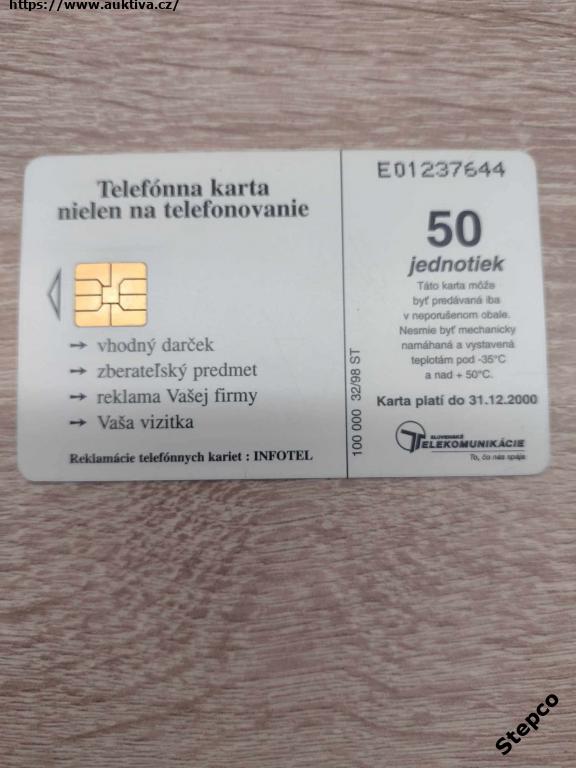 https://www.auktiva.cz/
Telefónna karta
nielen na telefonovanie
→ vhodný darček
→ zberateľský predmet
→ reklama Vašej firmy
→ Vaša vizitka
Reklamácie telefónnych kariet : INFOTEL
100 000 32/98 ST
E01237644
50
jednotiek
Táto karta môže
byť predávaná iba
v neporušenom obale.
Nesmie byť mechanicky
namáhaná a vystavená
teplotám pod -35°C
a nad + 50°C.
Karta platí do 31.12.2000
SLOVENSKÉ
TELEKOMUNIKÁCIE
To, čo nás spája
Stepco